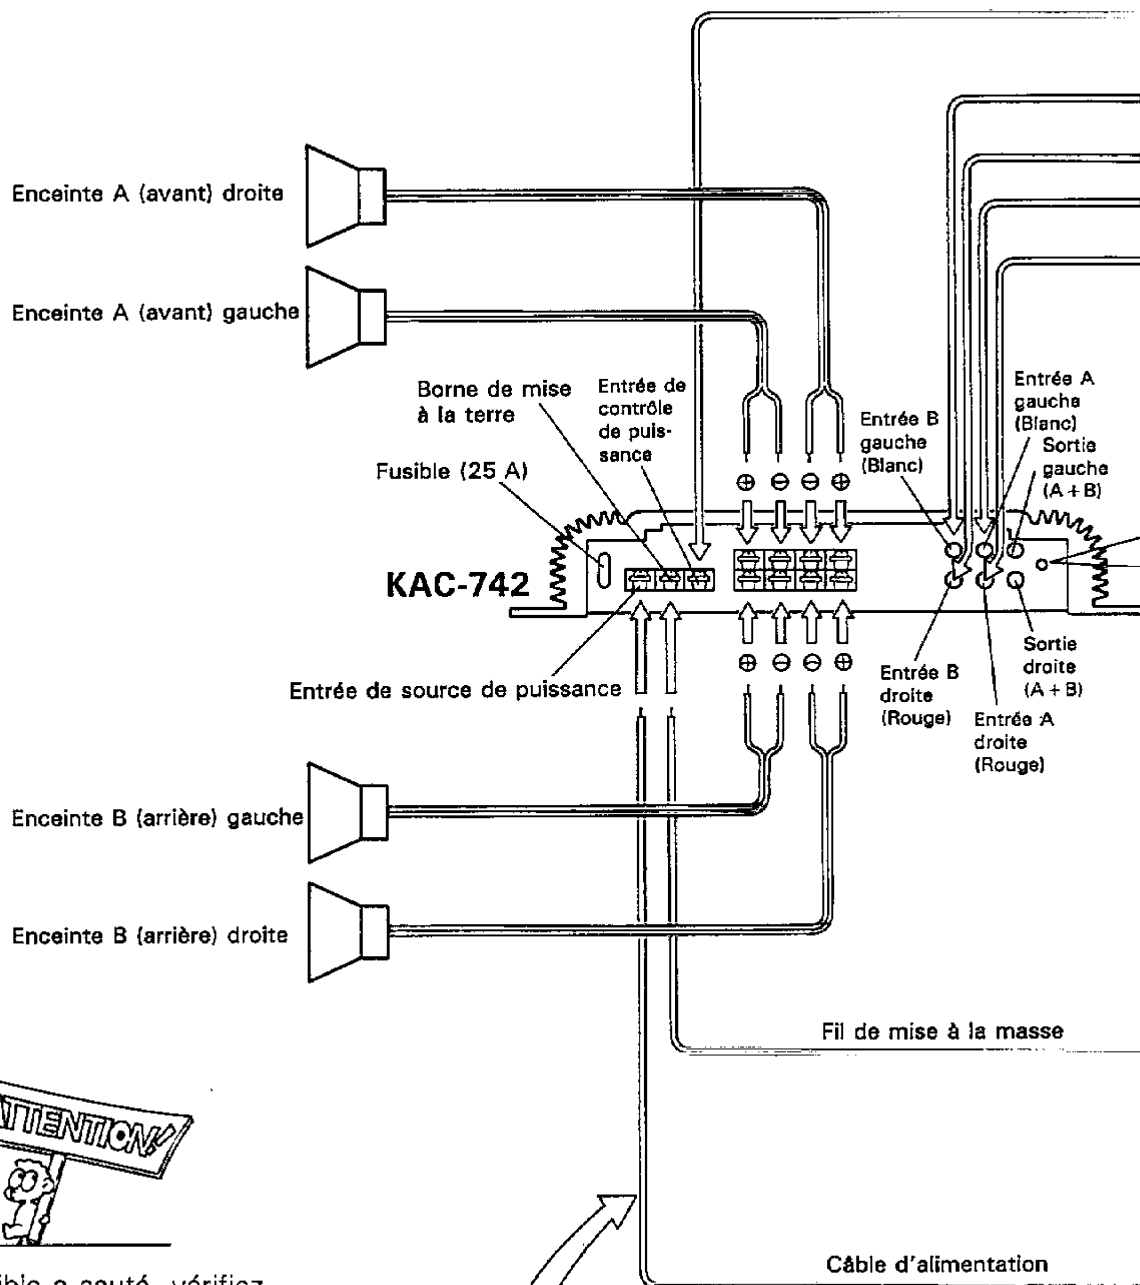 Enceinte A (avant) droite
Enceinte A (avant) gauche
Borne de mise
à la terre
Entrée de
contrôle
de puis-
sance
Fusible (25 A)
Entrée A
gauche
(Blanc)
Entrée B
gauche
(Blanc)
Sortie
gauche
(A + B)
⊕ ⊖ ⊖ ⊕
KAC-742
⊕ ⊖ ⊖ ⊕
Entrée de source de puissance
Entrée B
droite
(Rouge)
Sortie
droite
(A + B)
Entrée A
droite
(Rouge)
Enceinte B (arrière) gauche
Enceinte B (arrière) droite
Fil de mise à la masse
ATTENTION!
Câble d'alimentation
a sauté, vérifiez